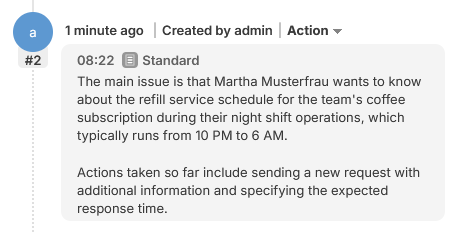 a
1 minute ago | Created by admin | Action
#2
08:22 Standard
The main issue is that Martha Musterfrau wants to know
about the refill service schedule for the team's coffee
subscription during their night shift operations, which
typically runs from 10 PM to 6 AM.
Actions taken so far include sending a new request with
additional information and specifying the expected
response time.